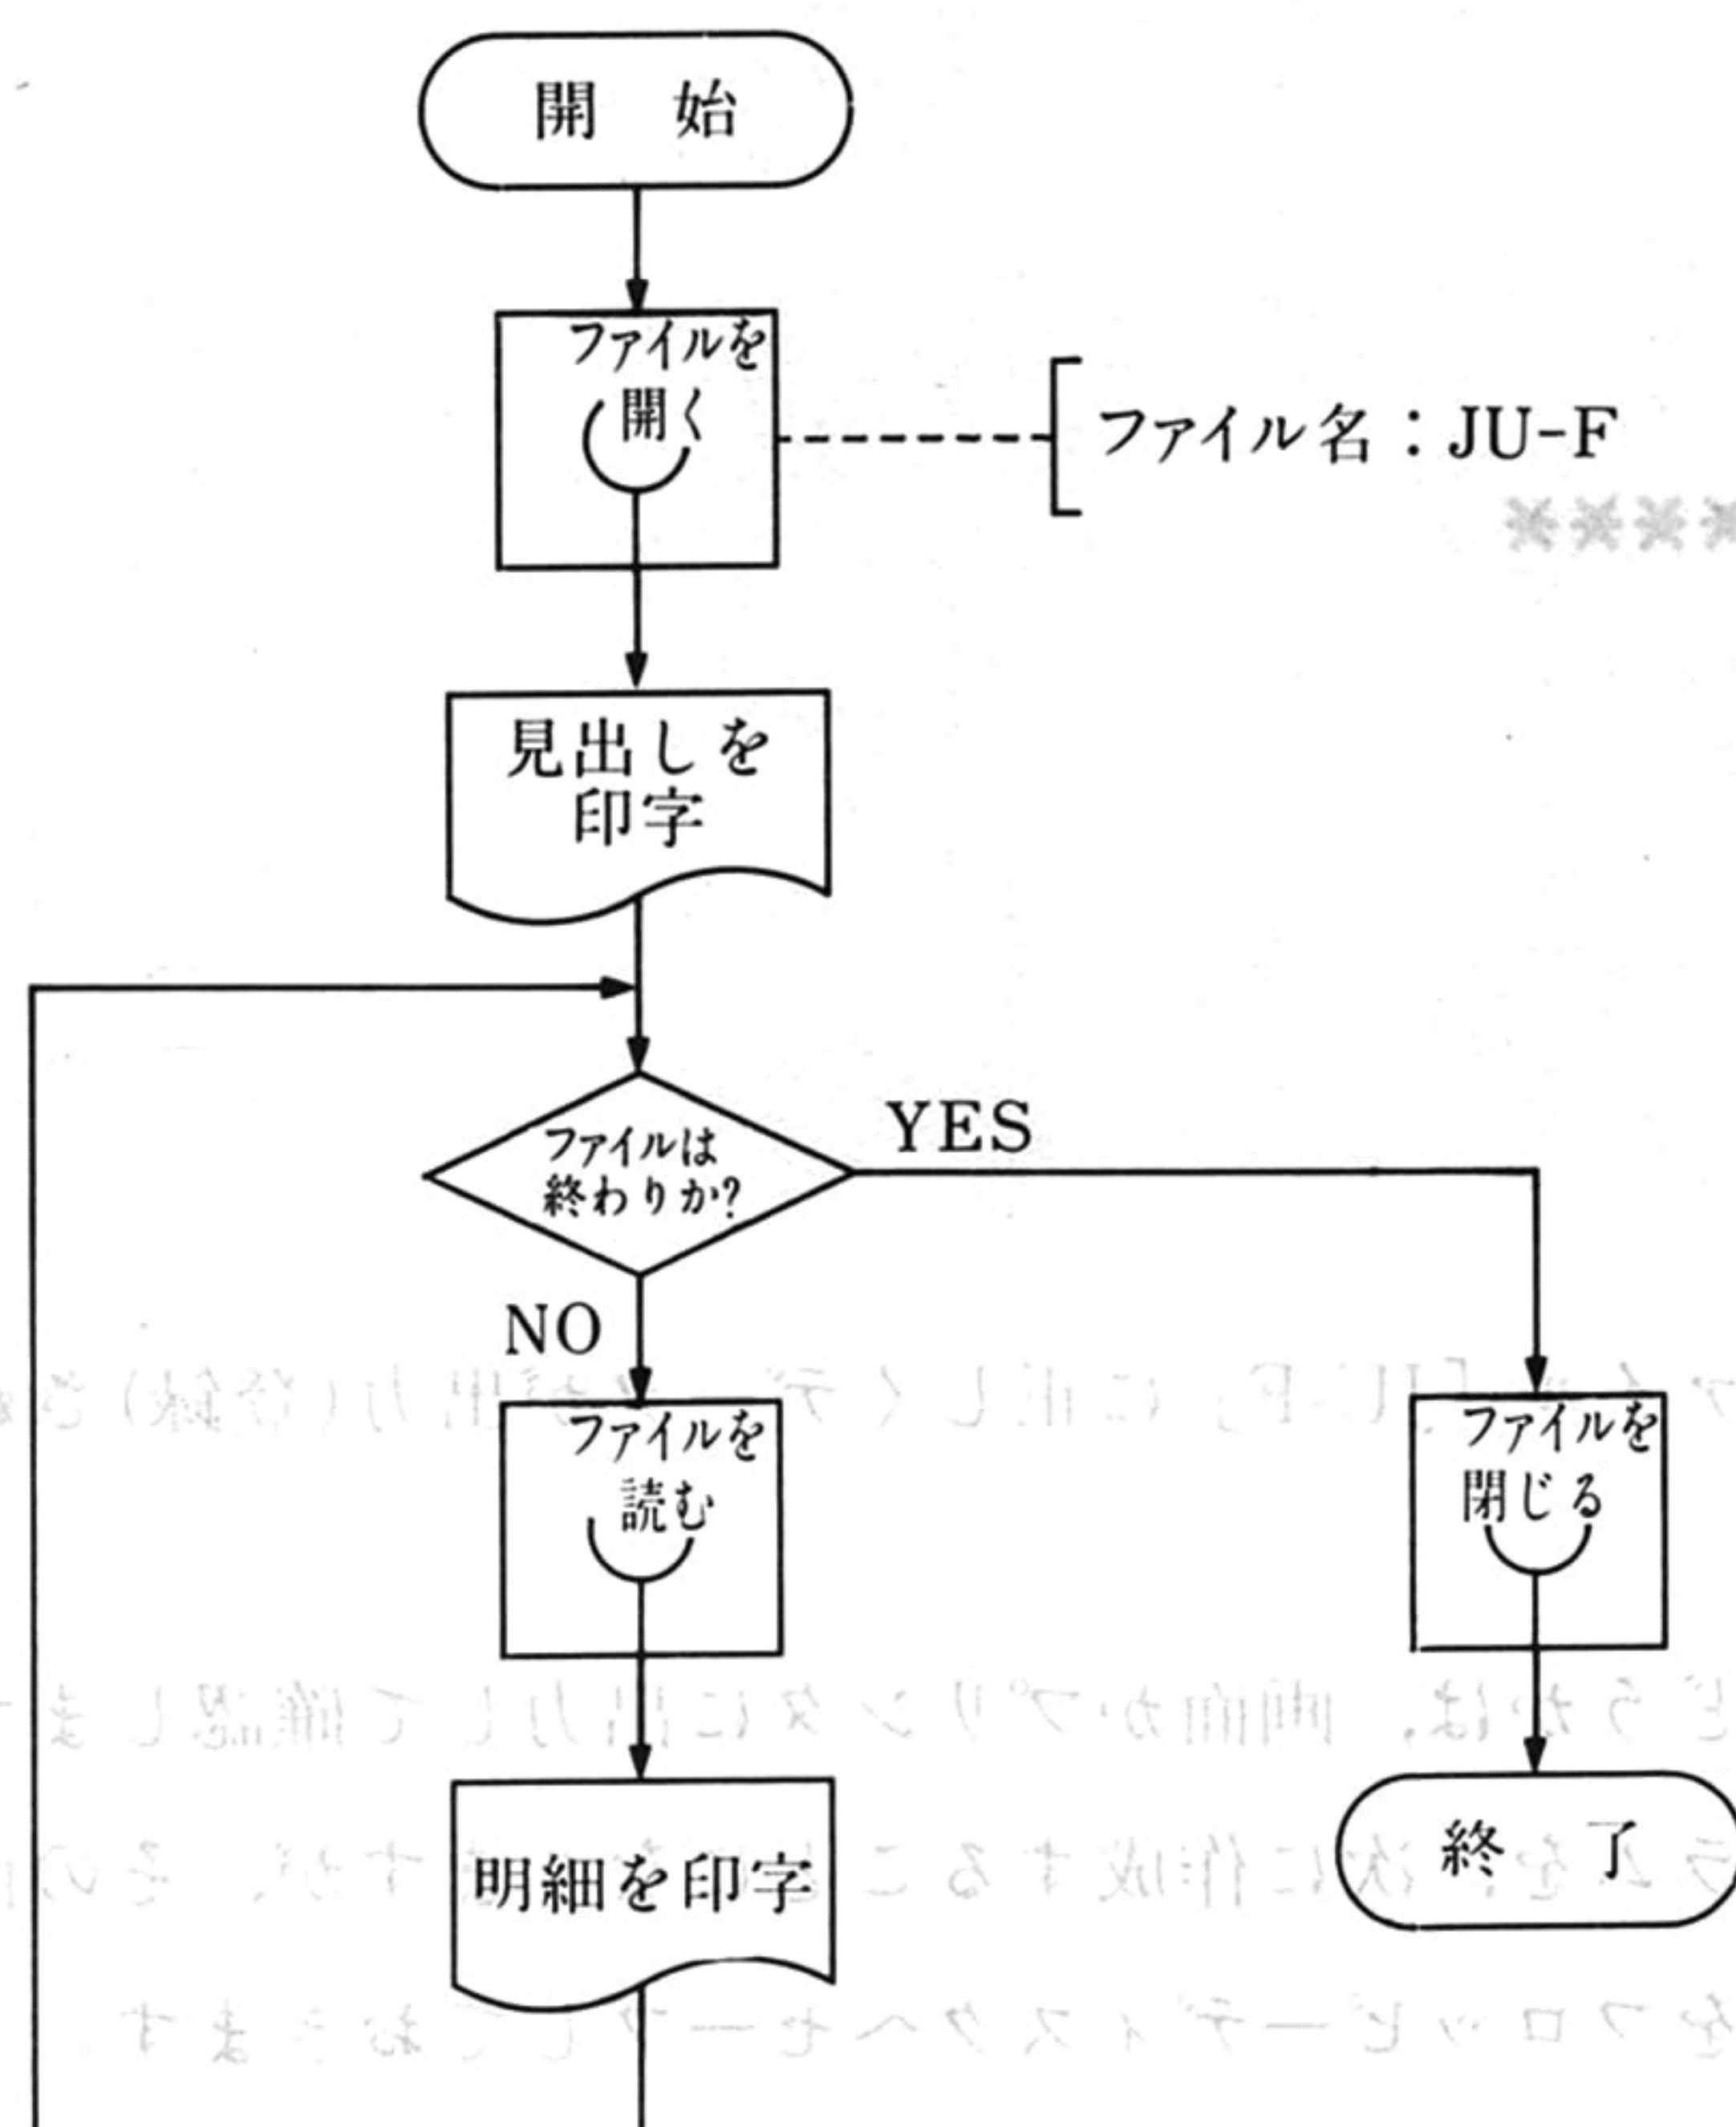 開 始
ファイルを
開く
ファイル名：JU-F
見出しを
印字
ファイルは
終わりか?
YES
NO
ファイルを
読む
ファイルを
閉じる
明細を印字
終 了